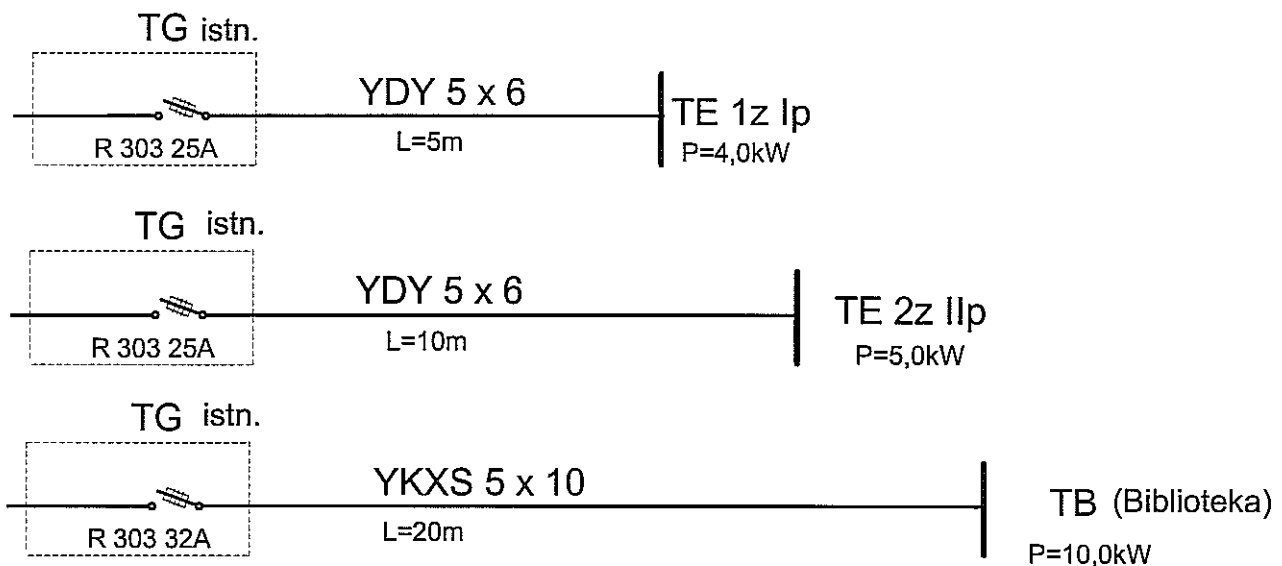 TG istn.
YDY 5 x 6
TE 1z Ip
R 303 25A
L=5m
P=4,0kW
TG istn.
YDY 5 x 6
TE 2z IIp
R 303 25A
L=10m
P=5,0kW
TG istn.
YKXS 5 x 10
TB (Biblioteka)
R 303 32A
L=20m
P=10,0kW